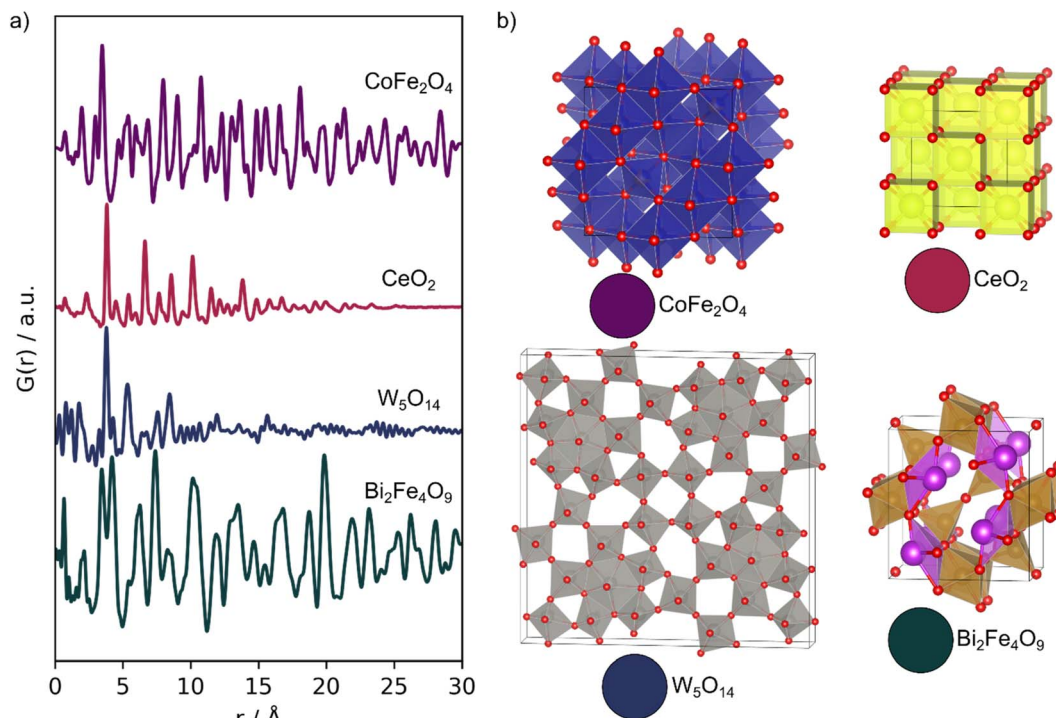 a)
CoFe₂O₄
CeO₂
W₅O₁₄
Bi₂Fe₄O₉
G(r) / a.u.
0 5 10 15 20 25 30
r / Å
b)
CoFe₂O₄
CeO₂
W₅O₁₄
Bi₂Fe₄O₉